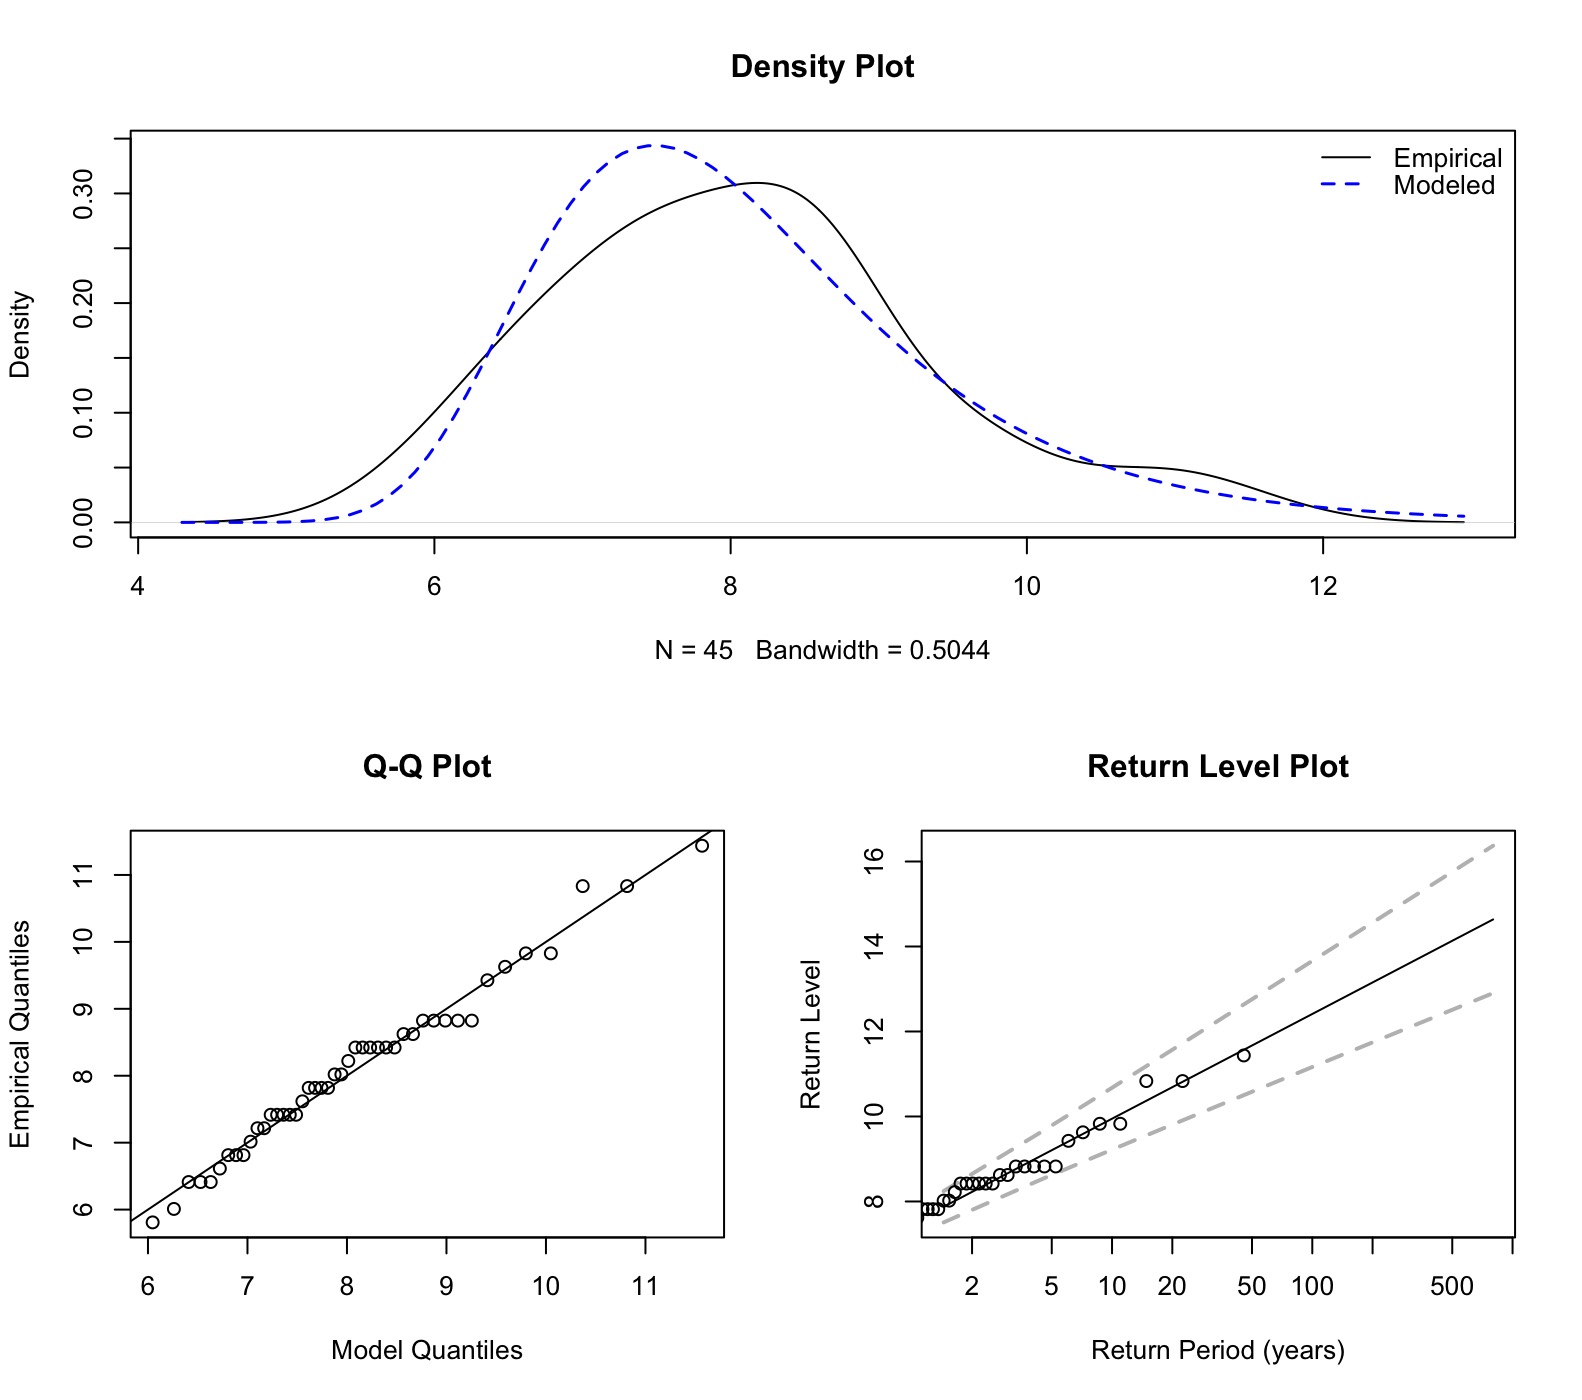 Density Plot
Empirical
Modeled
Density
0.00 0.10 0.20 0.30
4 6 8 10 12
N = 45 Bandwidth = 0.5044
Q-Q Plot
Empirical Quantiles
6 7 8 9 10 11
6 7 8 9 10 11
Model Quantiles
Return Level Plot
Return Level
8 10 12 14 16
2 5 10 20 50 100 500
Return Period (years)